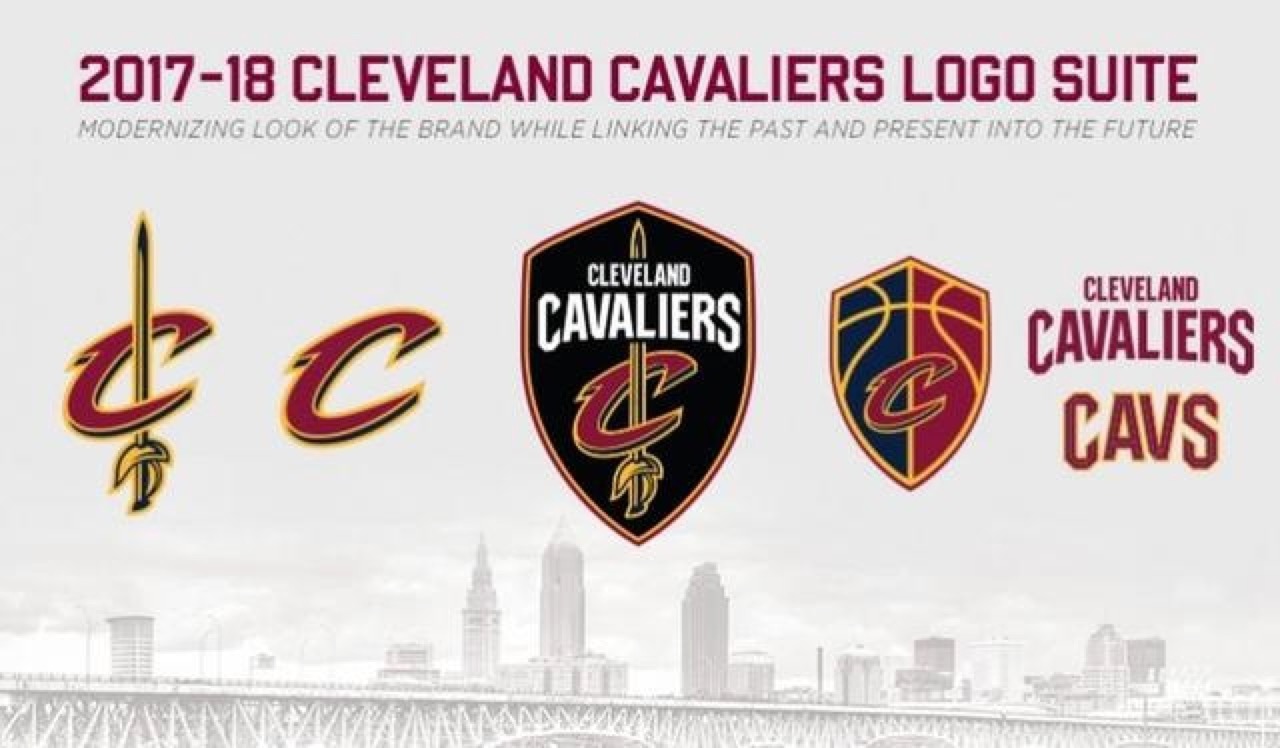 2017-18 CLEVELAND CAVALIERS LOGO SUITE
MODERNIZING LOOK OF THE BRAND WHILE LINKING THE PAST AND PRESENT INTO THE FUTURE
C
C
CLEVELAND
CAVALIERS
C
C
CLEVELAND
CAVALIERS
CAVS